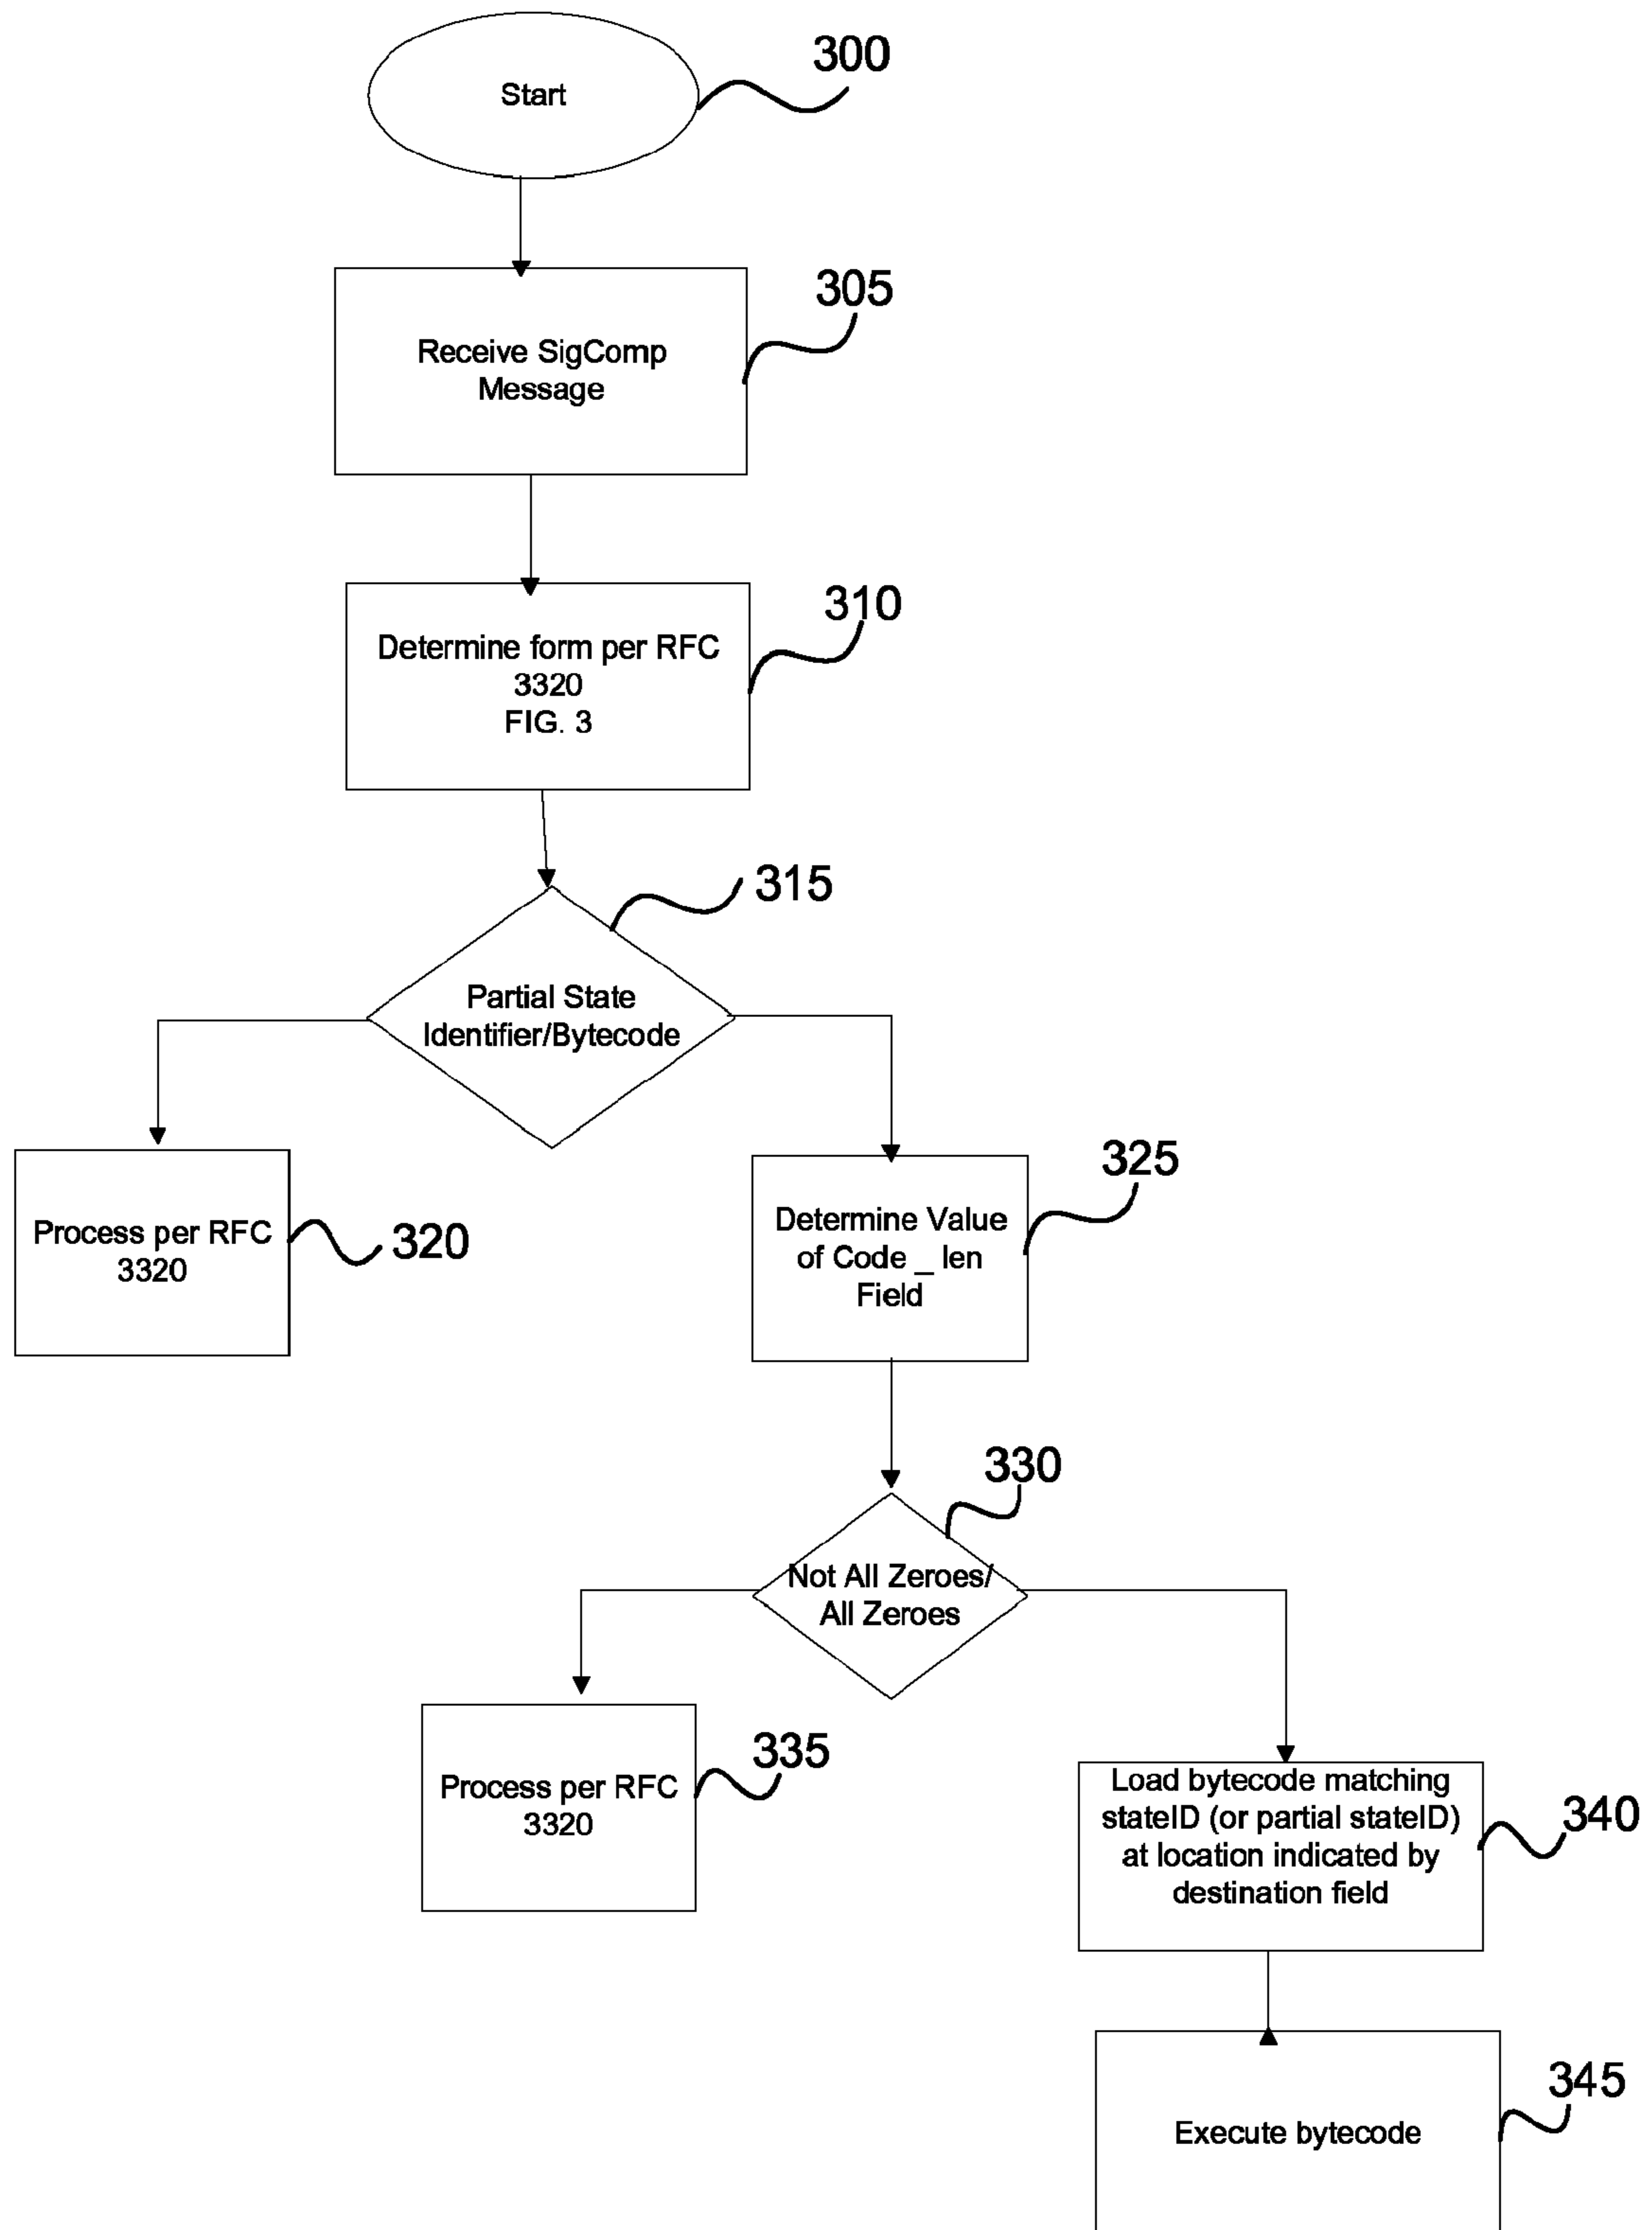 Start
300
Receive SigComp
Message
305
Determine form per RFC
3320
FIG. 3
310
Partial State
Identifier/Bytecode
315
Process per RFC
3320
320
Determine Value
of Code _ len
Field
325
Not All Zeroes/
All Zeroes
330
Process per RFC
3320
335
Load bytecode matching
stateID (or partial stateID)
at location indicated by
destination field
340
Execute bytecode
345